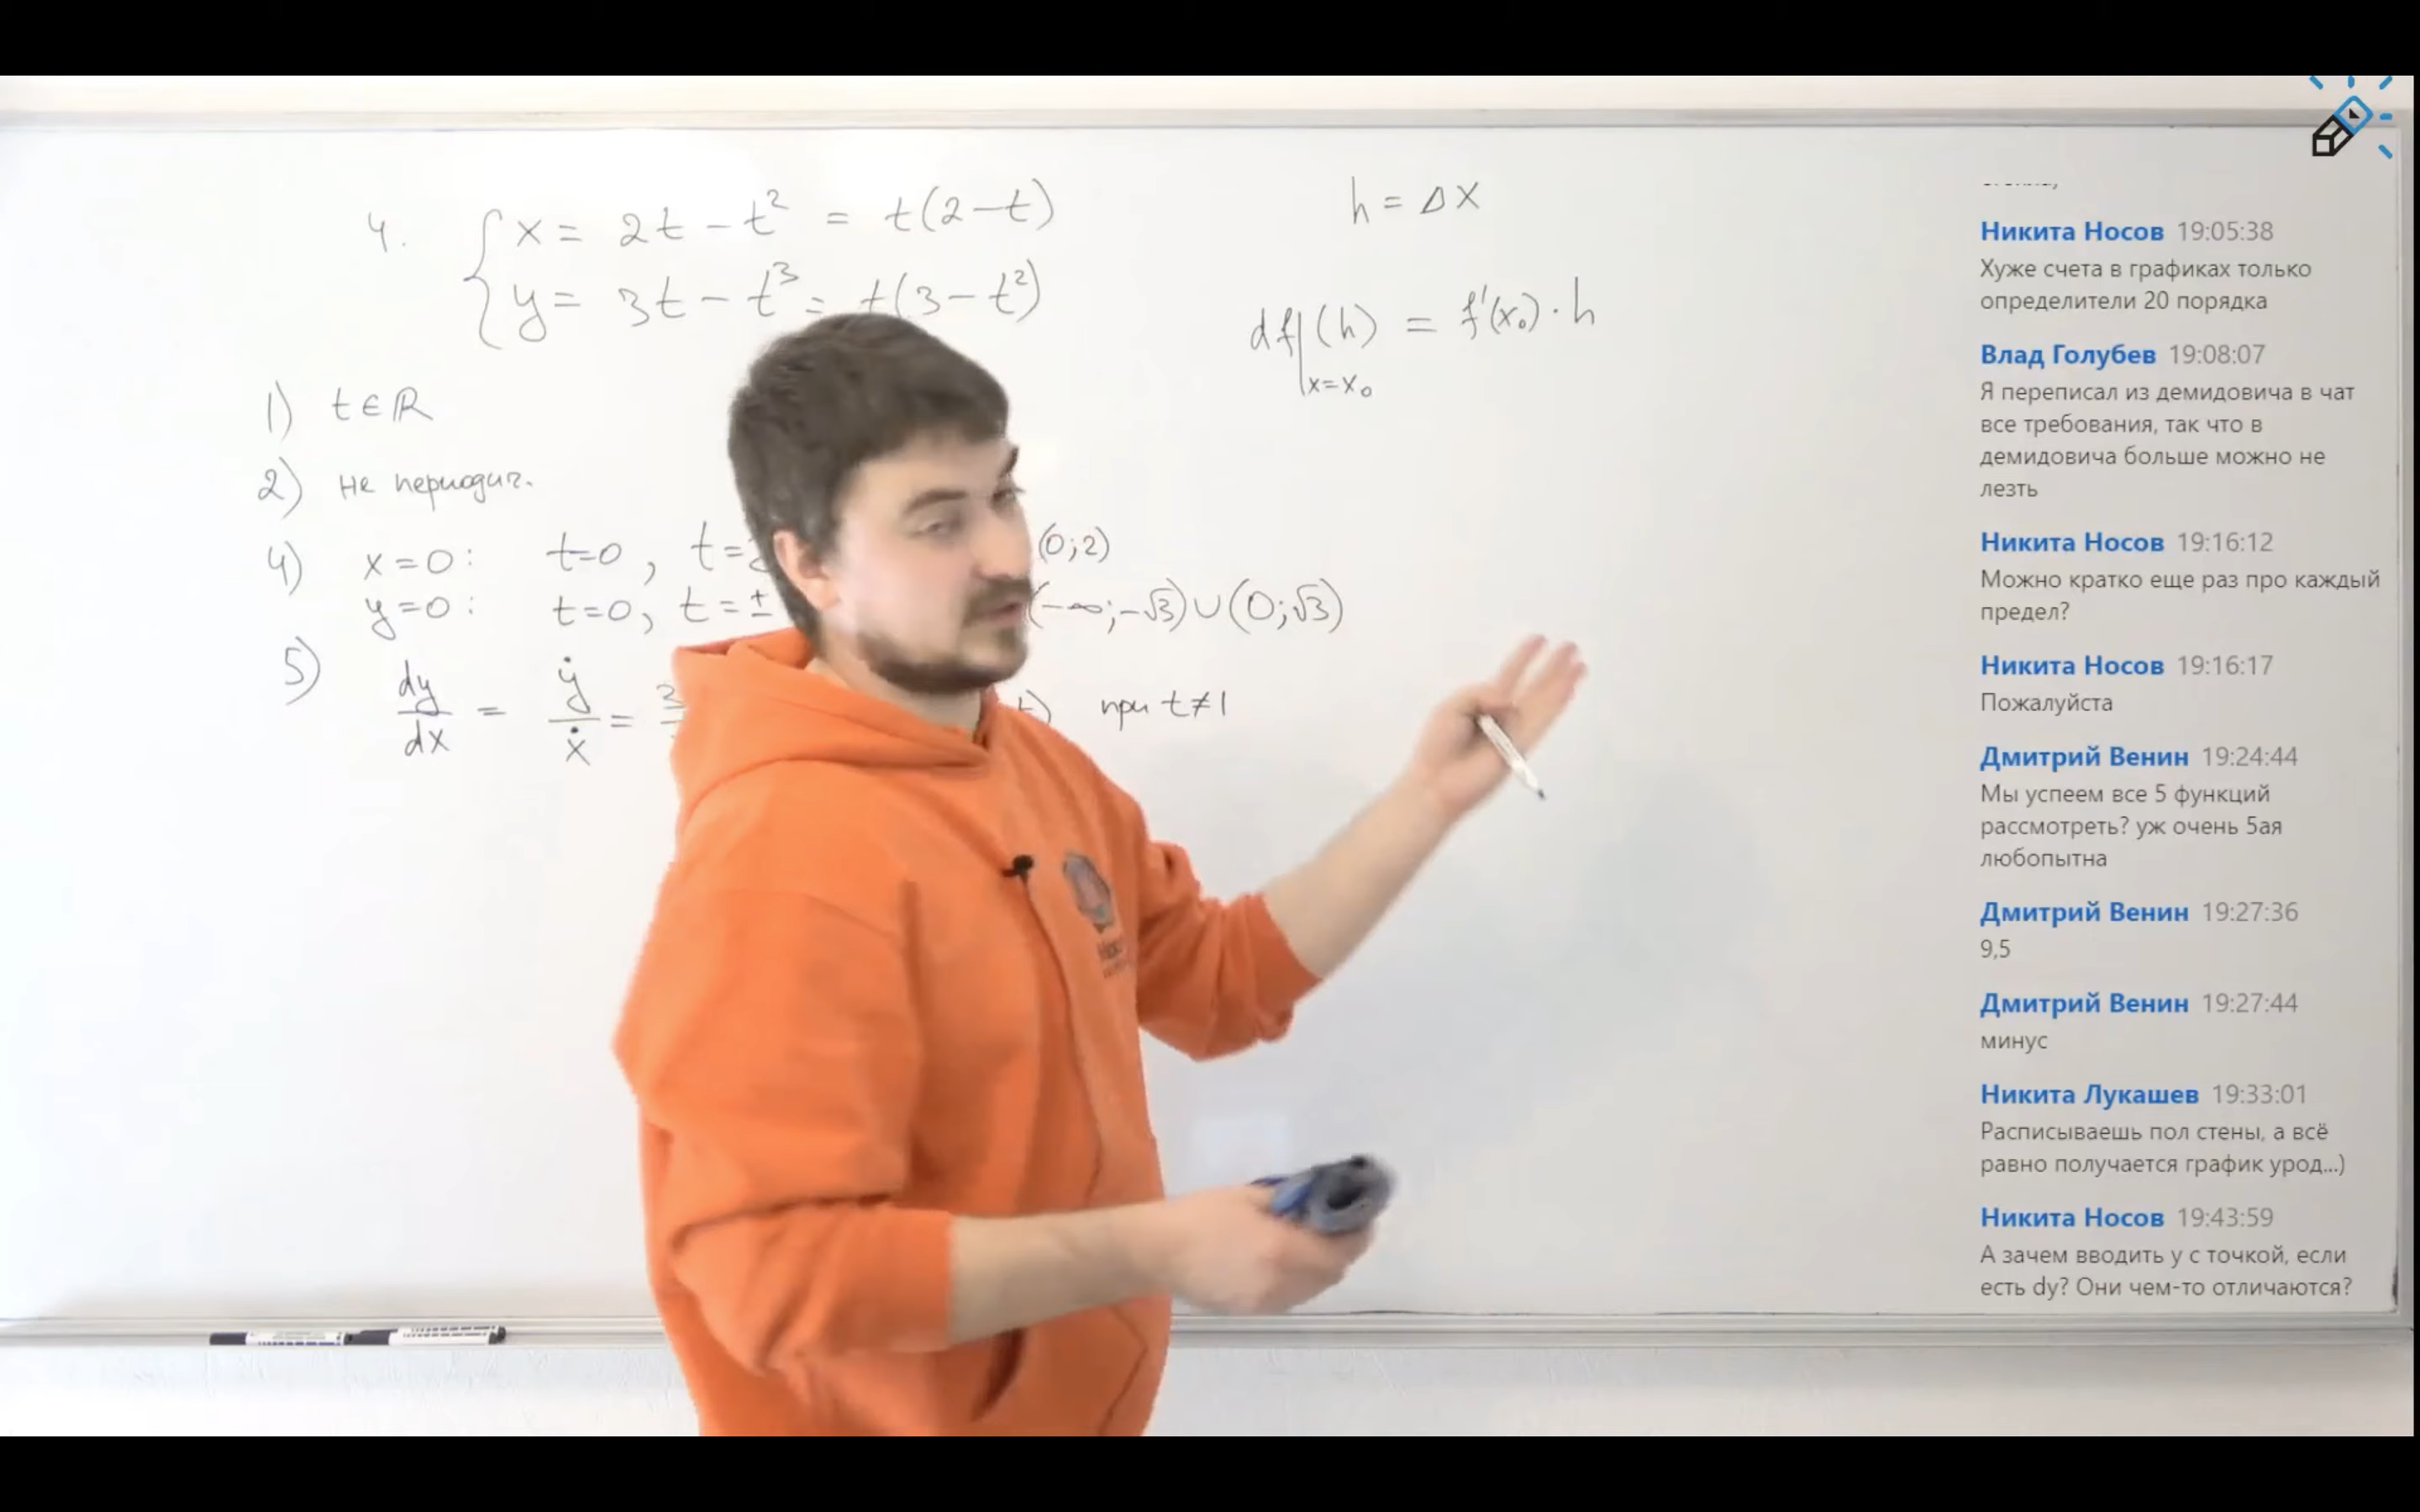 4. { x = 2t - t² = t(2-t)
y = 3t - t³ = t(3-t²)
1) t∈ℝ
2) не периодич.
4) x=0: t=0, t=2 (0;2)
y=0: t=0, t=± (-∞;-√3)∪(0;√3)
5) dy/dx = ẏ/ẋ = 3 t) при t≠1
h = Δx
df|(h) = f'(x₀)·h
x=x₀
Никита Носов 19:05:38
Хуже счета в графиках только
определители 20 порядка
Влад Голубев 19:08:07
Я переписал из демидовича в чат
все требования, так что в
демидовича больше можно не
лезть
Никита Носов 19:16:12
Можно кратко еще раз про каждый
предел?
Никита Носов 19:16:17
Пожалуйста
Дмитрий Венин 19:24:44
Мы успеем все 5 функций
рассмотреть? уж очень 5ая
любопытна
Дмитрий Венин 19:27:36
9,5
Дмитрий Венин 19:27:44
минус
Никита Лукашев 19:33:01
Расписываешь пол стены, а всё
равно получается график урод...)
Никита Носов 19:43:59
А зачем вводить у с точкой, если
есть dy? Они чем-то отличаются?